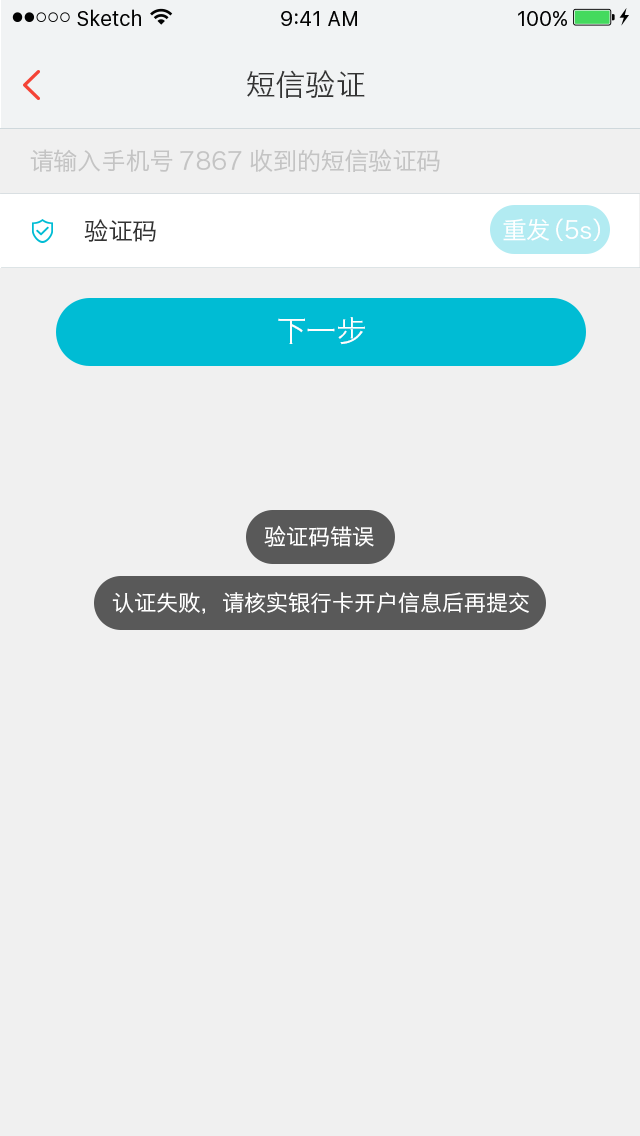 Sketch 9:41 AM 100%
短信验证
请输入手机号 7867 收到的短信验证码
验证码 重发(5s)
下一步
验证码错误
认证失败，请核实银行卡开户信息后再提交